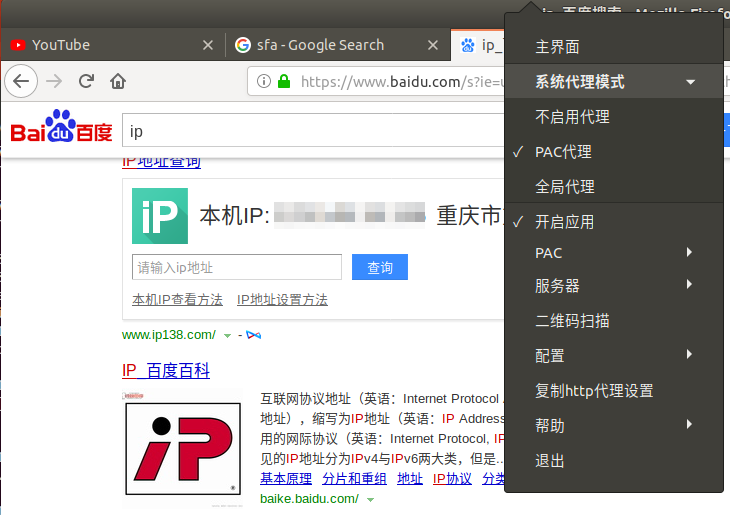 YouTube
sfa - Google Search
ip_
https://www.baidu.com/s?ie=u
Bai du 百度
ip
IP地址查询
iP
本机IP:
重庆市
请输入ip地址
查询
本机IP查看方法 IP地址设置方法
www.ip138.com/ -
IP_百度百科
iP
互联网协议地址（英语：Internet Protocol
地址），缩写为IP地址（英语：IP Address
用的网际协议（英语：Internet Protocol, IP
见的IP地址分为IPv4与IPv6两大类，但是...
基本原理 分片和重组 地址 IP协议 分类
baike.baidu.com/
主界面
系统代理模式
不启用代理
✓ PAC代理
全局代理
✓ 开启应用
PAC
服务器
二维码扫描
配置
复制http代理设置
帮助
退出